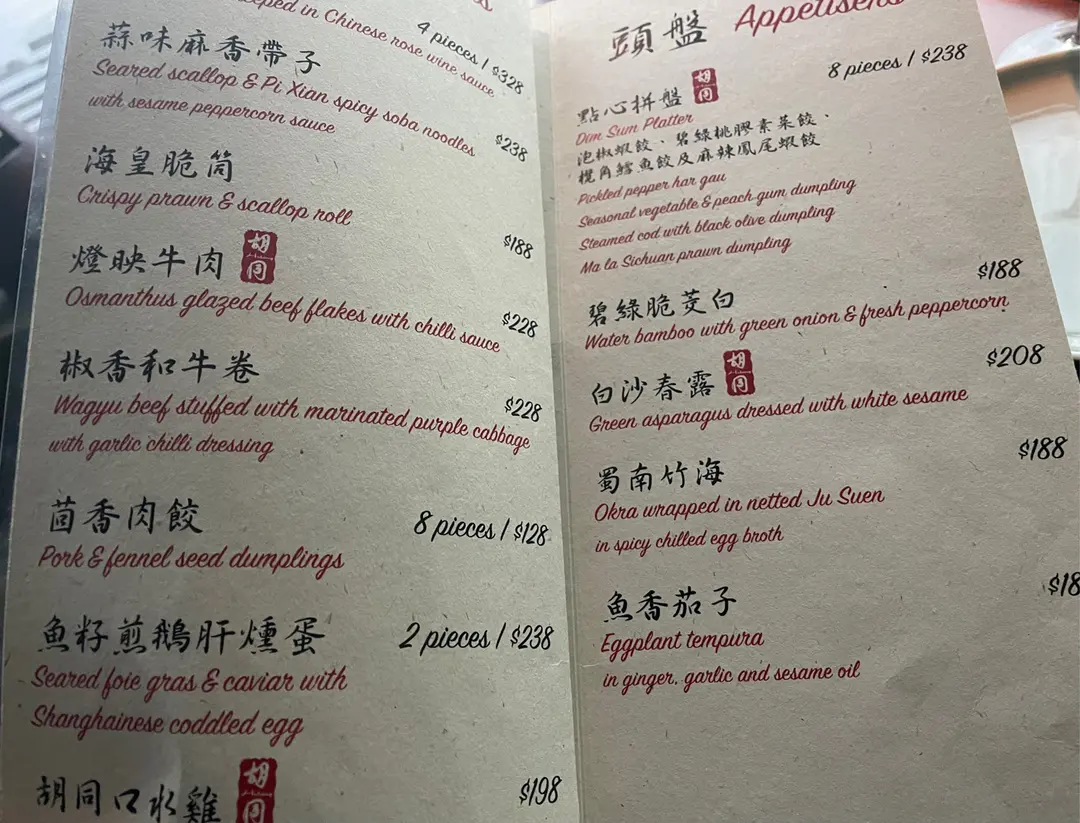 in Chinese rose wine sauce
4 pieces / $328
蒜味麻香帶子
Seared scallop & Pi Xian spicy soba noodles
with sesame peppercorn sauce
$238
海皇脆筒
Crispy prawn & scallop roll
$188
燈映牛肉
胡同
Osmanthus glazed beef flakes with chilli sauce
$228
椒香和牛卷
Wagyu beef stuffed with marinated purple cabbage
with garlic chilli dressing
$228
茴香肉餃
8 pieces / $128
Pork & fennel seed dumplings
魚籽煎鵝肝燻蛋
2 pieces / $238
Seared foie gras & caviar with
Shanghainese coddled egg
胡同口水雞
胡同
$198
頭盤 Appetisers
點心拼盤
胡同
8 pieces / $238
Dim Sum Platter
泡椒蝦餃、碧綠桃膠素菜餃、
欖角鱈魚餃及麻辣鳳尾蝦餃
Pickled pepper har gau
Seasonal vegetable & peach gum dumpling
Steamed cod with black olive dumpling
Ma la Sichuan prawn dumpling
碧綠脆茭白
$188
Water bamboo with green onion & fresh peppercorn
白沙春露
胡同
$208
Green asparagus dressed with white sesame
蜀南竹海
$188
Okra wrapped in netted Ju Suen
in spicy chilled egg broth
魚香茄子
$18
Eggplant tempura
in ginger, garlic and sesame oil